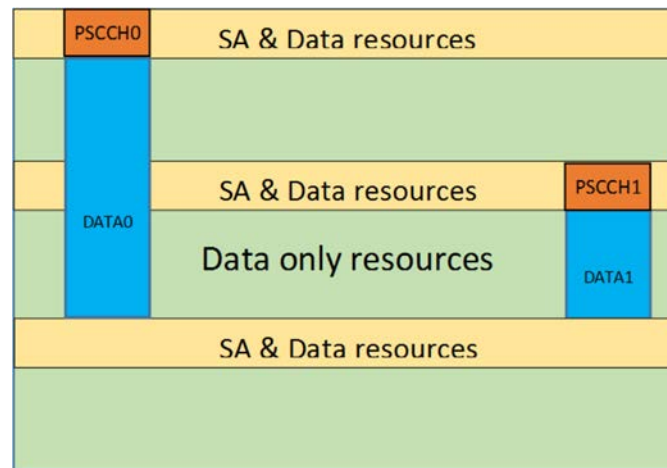 PSCCH0
SA & Data resources
SA & Data resources
PSCCH1
DATA0
Data only resources
DATA1
SA & Data resources